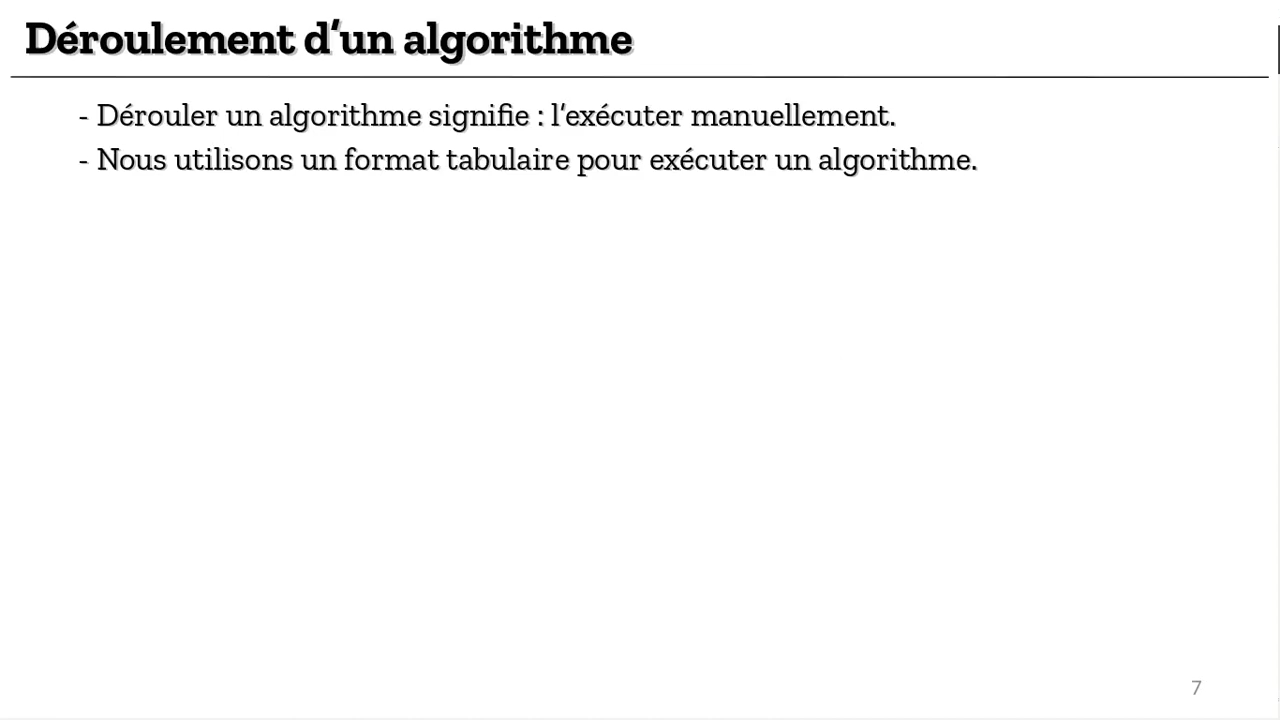 Déroulement d’un algorithme
- Dérouler un algorithme signifie : l’exécuter manuellement.
- Nous utilisons un format tabulaire pour exécuter un algorithme.
7